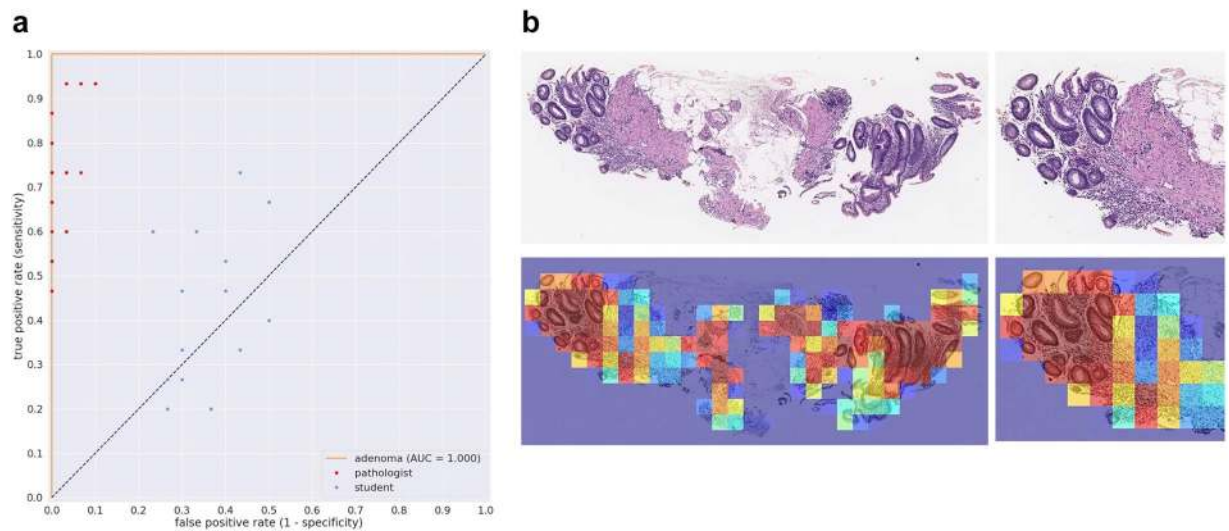 a
b
1.0
0.9
0.8
0.7
0.6
0.5
0.4
0.3
0.2
0.1
0.0
true positive rate (sensitivity)
adenoma (AUC = 1.000)
pathologist
student
0.0 0.1 0.2 0.3 0.4 0.5 0.6 0.7 0.8 0.9 1.0
false positive rate (1 - specificity)